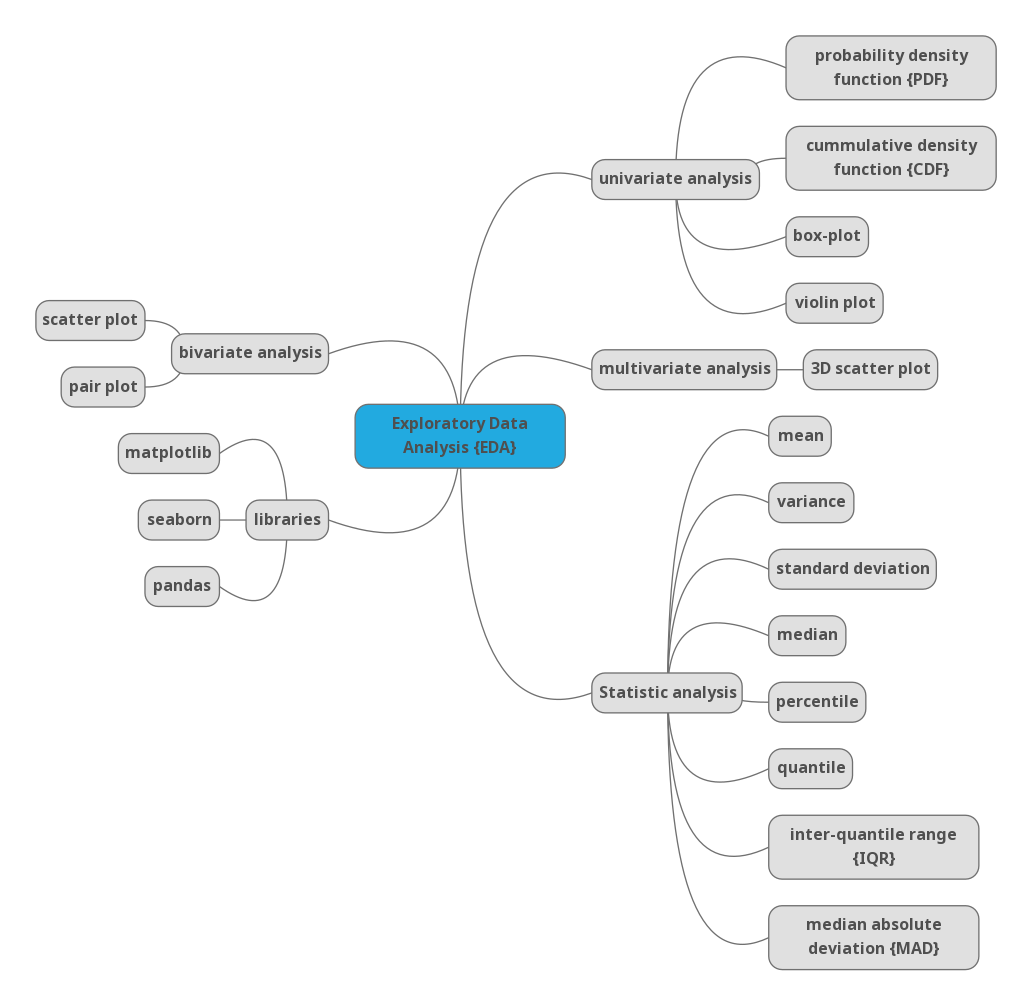 Exploratory Data
Analysis {EDA}
univariate analysis
probability density
function {PDF}
cummulative density
function {CDF}
box-plot
violin plot
multivariate analysis
3D scatter plot
Statistic analysis
mean
variance
standard deviation
median
percentile
quantile
inter-quantile range
{IQR}
median absolute
deviation {MAD}
bivariate analysis
scatter plot
pair plot
libraries
matplotlib
seaborn
pandas